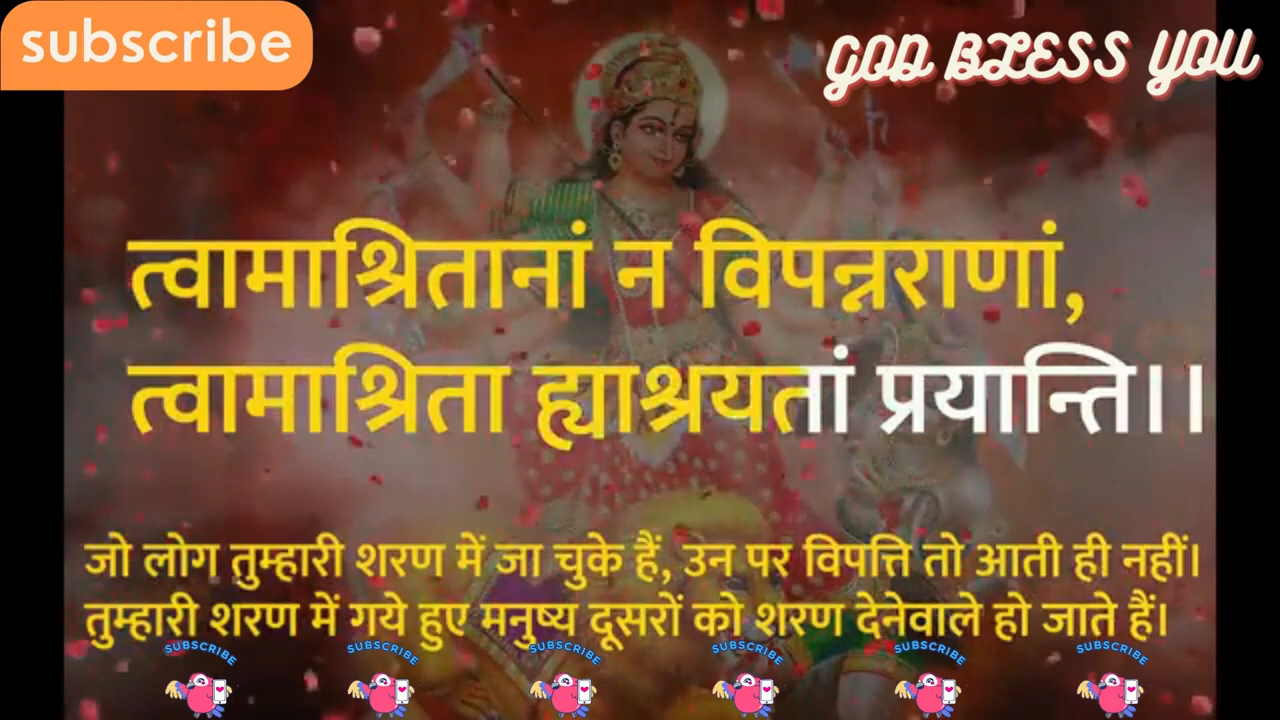 subscribe
GOD BLESS YOU
त्वामाश्रितानां न विपन्नराणां,
त्वामाश्रिता ह्याश्रयतां प्रयान्ति।।
जो लोग तुम्हारी शरण में जा चुके हैं, उन पर विपत्ति तो आती ही नहीं।
तुम्हारी शरण में गये हुए मनुष्य दूसरों को शरण देनेवाले हो जाते हैं।
SUBSCRIBE SUBSCRIBE SUBSCRIBE SUBSCRIBE SUBSCRIBE SUBSCRIBE